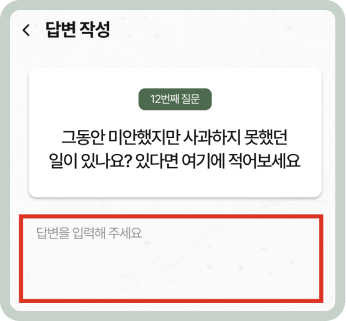 답변 작성
12번째 질문
그동안 미안했지만 사과하지 못했던
일이 있나요? 있다면 여기에 적어보세요
답변을 입력해 주세요